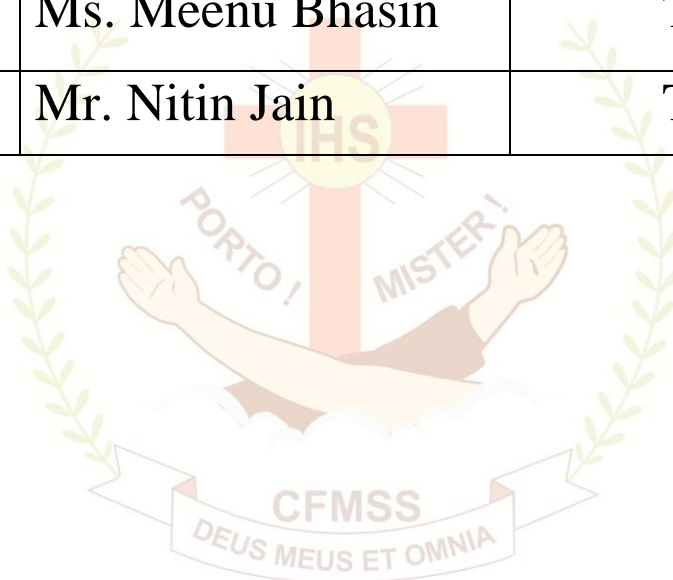 Ms. Meenu Bhasin
Mr. Nitin Jain
IHS
PORTO !
MISTER !
CFMSS
DEUS MEUS ET OMNIA